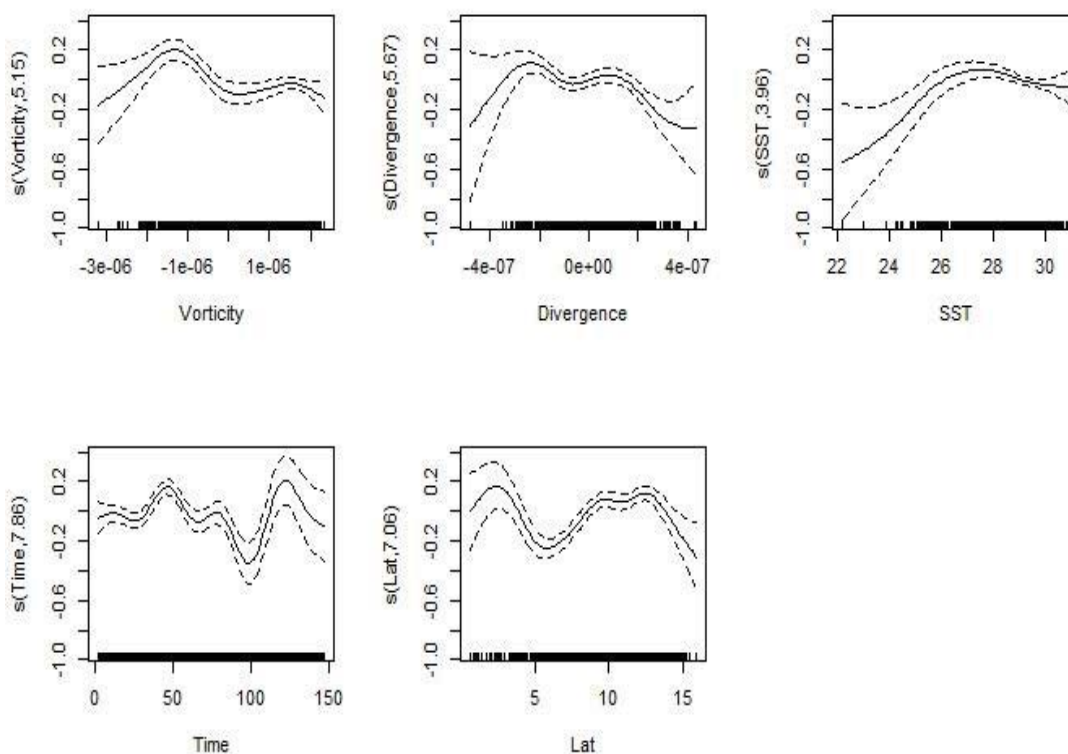 s(Vorticity,5.15)
0.2
-0.2
-0.6
-1.0
-3e-06 -1e-06 1e-06
Vorticity
s(Divergence,5.67)
0.2
-0.2
-0.6
-1.0
-4e-07 0e+00 4e-07
Divergence
s(SST,3.96)
0.2
-0.2
-0.6
-1.0
22 24 26 28 30
SST
s(Time,7.86)
0.2
-0.2
-0.6
-1.0
0 50 100 150
Time
s(Lat,7.06)
0.2
-0.2
-0.6
-1.0
5 10 15
Lat